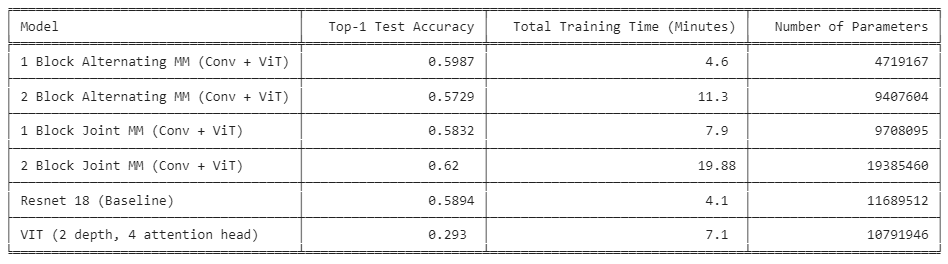 Model Top-1 Test Accuracy Total Training Time (Minutes) Number of Parameters
1 Block Alternating MM (Conv + ViT) 0.5987 4.6 4719167
2 Block Alternating MM (Conv + ViT) 0.5729 11.3 9407604
1 Block Joint MM (Conv + ViT) 0.5832 7.9 9708095
2 Block Joint MM (Conv + ViT) 0.62 19.88 19385460
Resnet 18 (Baseline) 0.5894 4.1 11689512
VIT (2 depth, 4 attention head) 0.293 7.1 10791946